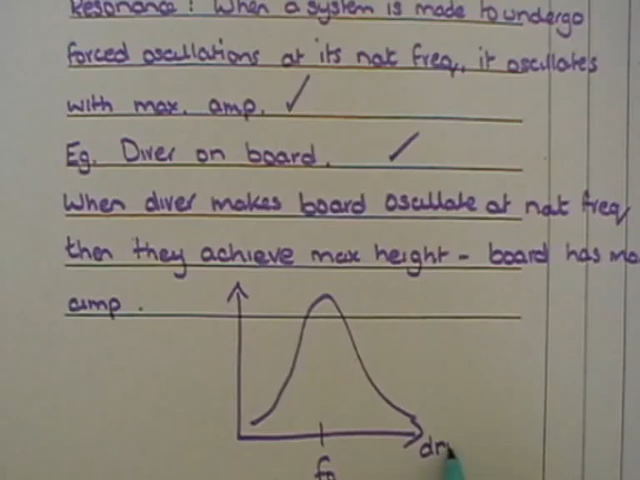 Resonance: When a system is made to undergo
forced oscillations at its nat freq, it oscillates
with max. amp. ✓
Eg. Diver on board. ✓
When diver makes board oscillate at nat freq
then they achieve max height - board has
amp.
dr
f₀